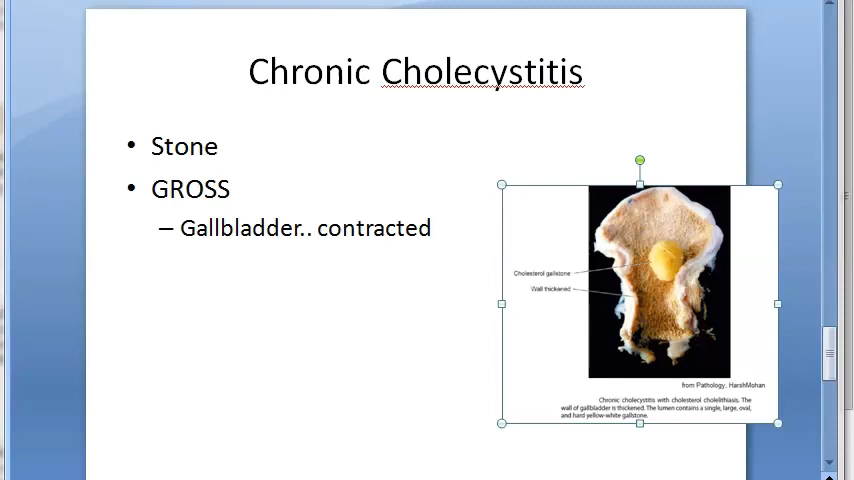 Chronic Cholecystitis
• Stone
• GROSS
– Gallbladder.. contracted
Cholesterol gallstone
Wall thickened
from Pathology, HarshMohan
Chronic cholecystitis with cholesterol cholelithiasis. The
wall of gallbladder is thickened. The lumen contains a single, large, oval,
and hard yellow-white gallstone.